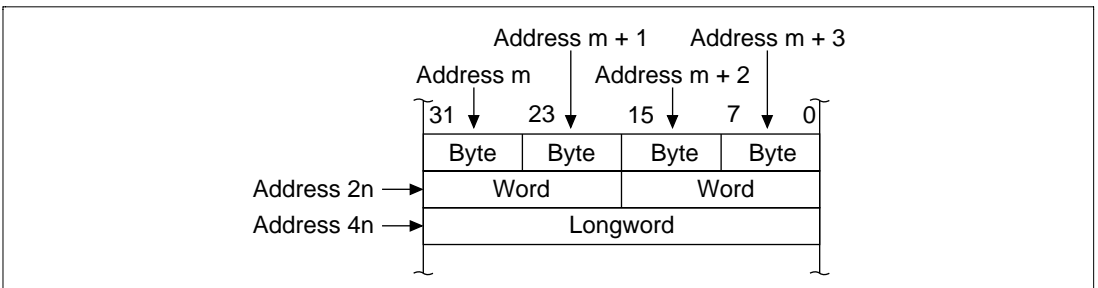 Address m + 1 Address m + 3
Address m Address m + 2
31 23 15 7 0
Byte Byte Byte Byte
Address 2n Word Word
Address 4n Longword